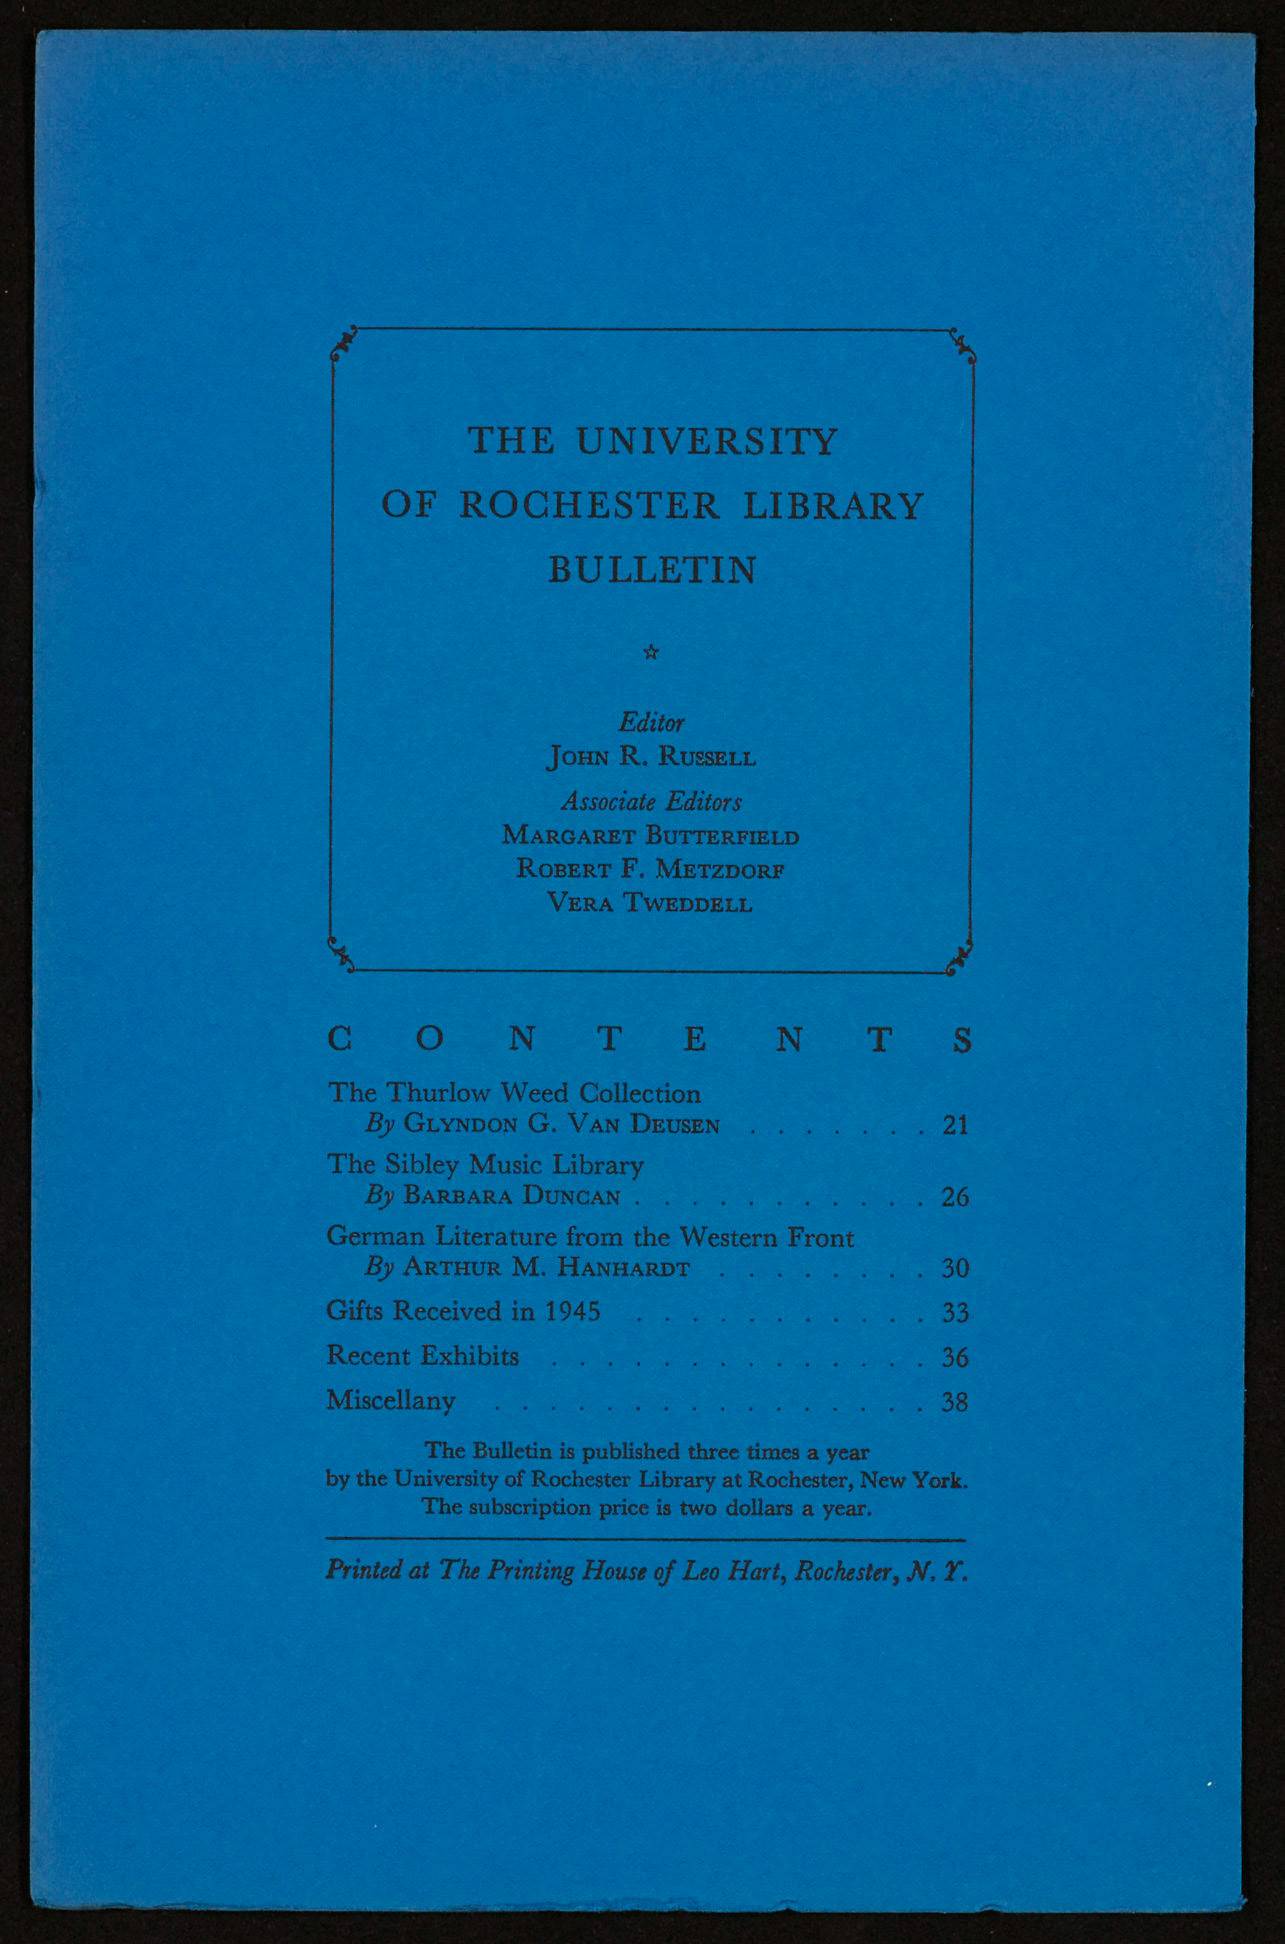 THE UNIVERSITY
OF ROCHESTER LIBRARY
BULLETIN
☆
Editor
JOHN R. RUSSELL
Associate Editors
MARGARET BUTTERFIELD
ROBERT F. METZDORF
VERA TWEDDELL
CONTENTS
The Thurlow Weed Collection
By GLYNDON G. VAN DEUSEN . . . . . . . 21
The Sibley Music Library
By BARBARA DUNCAN . . . . . . . . . . . 26
German Literature from the Western Front
By ARTHUR M. HANHARDT . . . . . . . . 30
Gifts Received in 1945 . . . . . . . . . . . 33
Recent Exhibits . . . . . . . . . . . . . . 36
Miscellany . . . . . . . . . . . . . . . . 38
The Bulletin is published three times a year
by the University of Rochester Library at Rochester, New York.
The subscription price is two dollars a year.
Printed at The Printing House of Leo Hart, Rochester, N. Y.